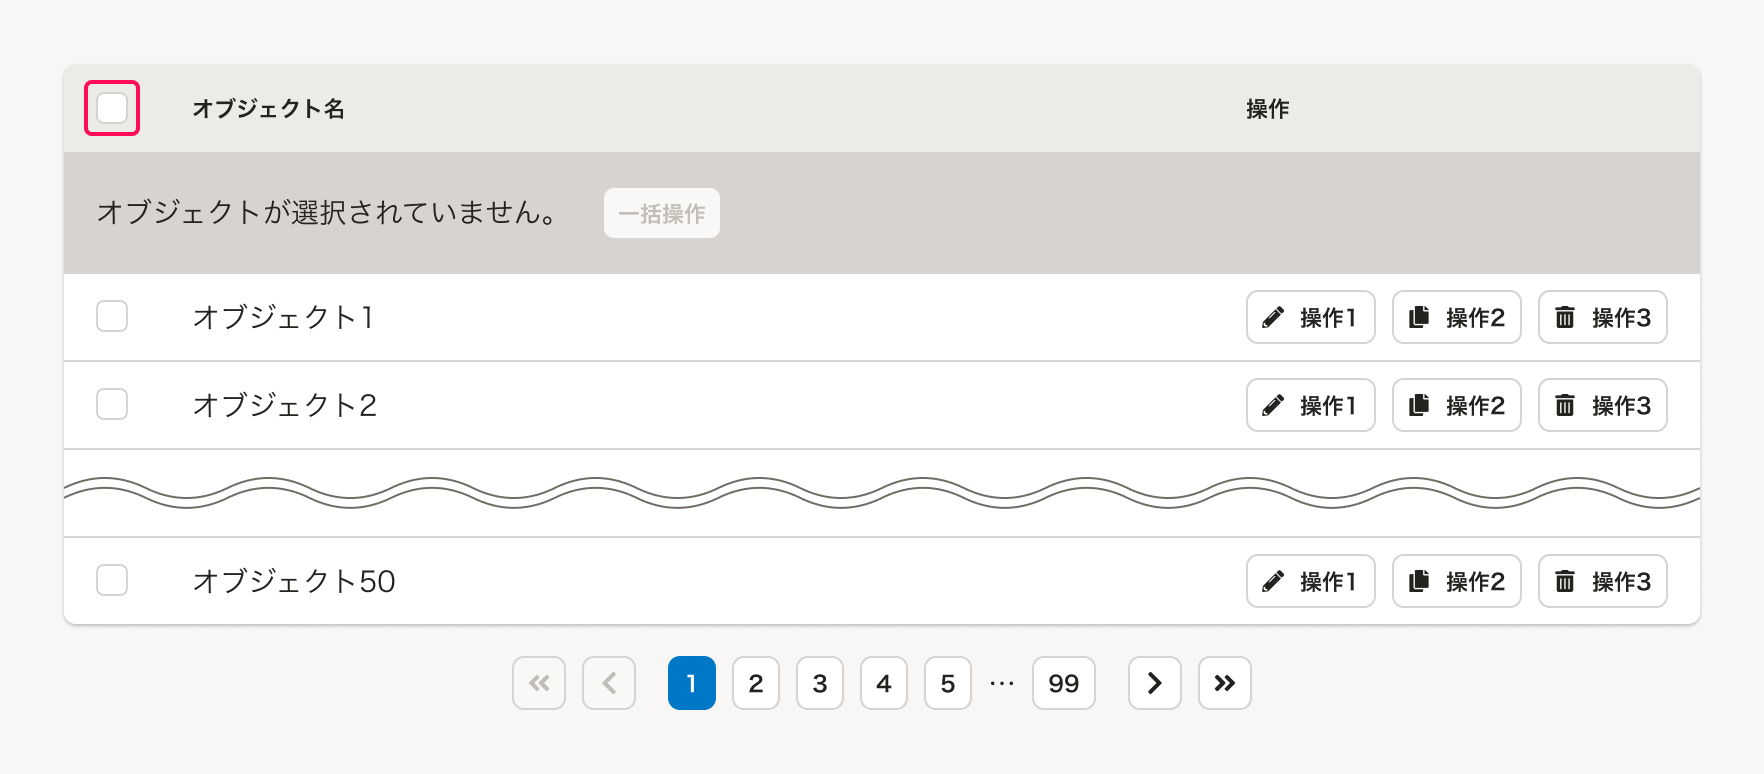 オブジェクト名 操作
オブジェクトが選択されていません。 一括操作
オブジェクト1 操作1 操作2 操作3
オブジェクト2 操作1 操作2 操作3
オブジェクト50 操作1 操作2 操作3
1 2 3 4 5 … 99